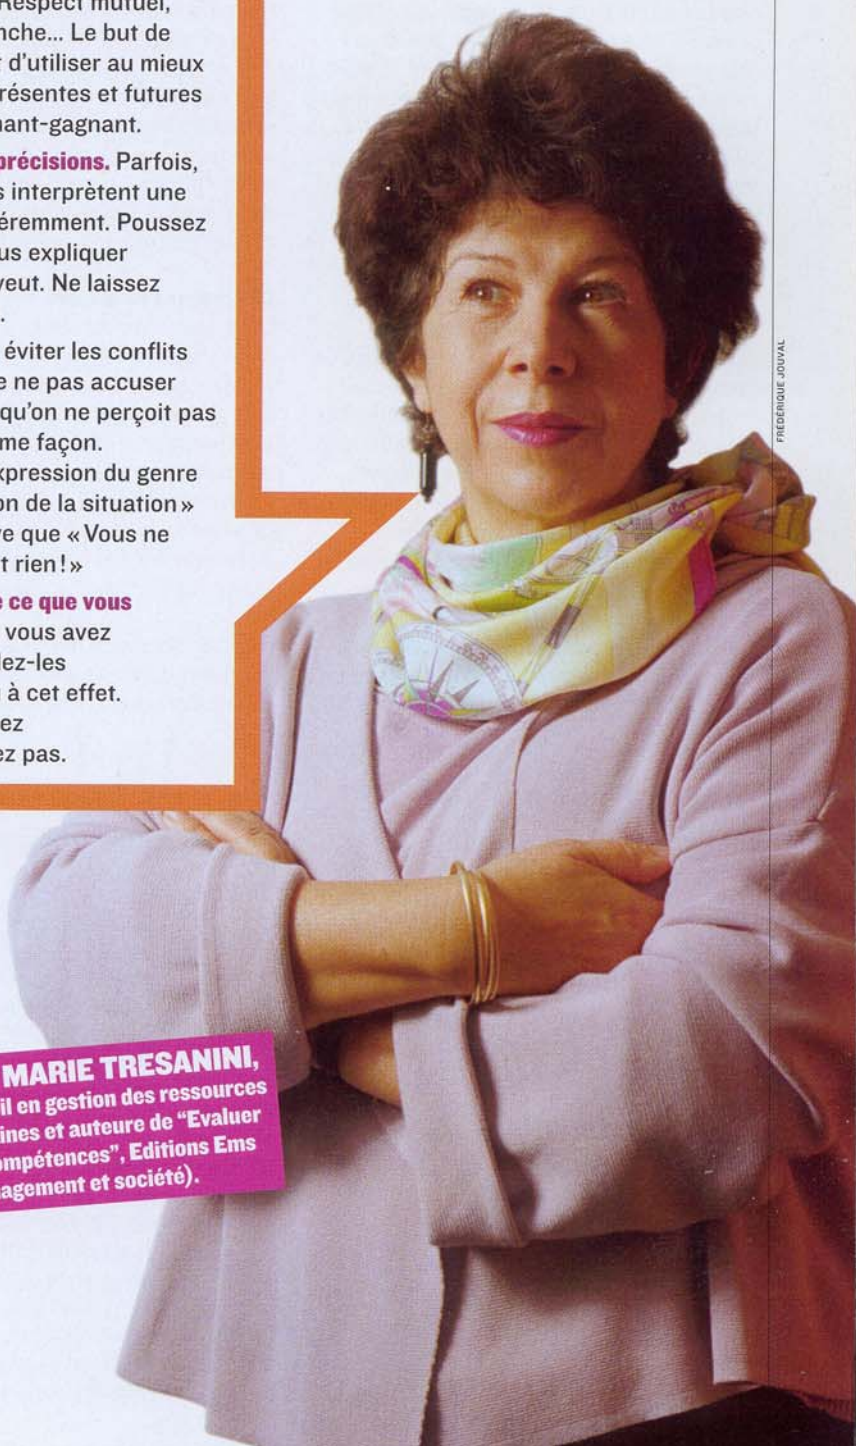 Respect mutuel,
nche... Le but de
t d'utiliser au mieux
résentes et futures
nant-gagnant.
précisions. Parfois,
s interprètent une
éremment. Poussez
us expliquer
veut. Ne laissez
.
éviter les conflits
e ne pas accuser
qu'on ne perçoit pas
me façon.
xpression du genre
on de la situation»
e que «Vous ne
t rien!»
e ce que vous
vous avez
lez-les
à cet effet.
ez
ez pas.
FRÉDÉRIQUE JOUVAL
MARIE TRESANINI,
il en gestion des ressources
ines et auteure de "Evaluer
ompétences", Editions Ems
nagement et société).